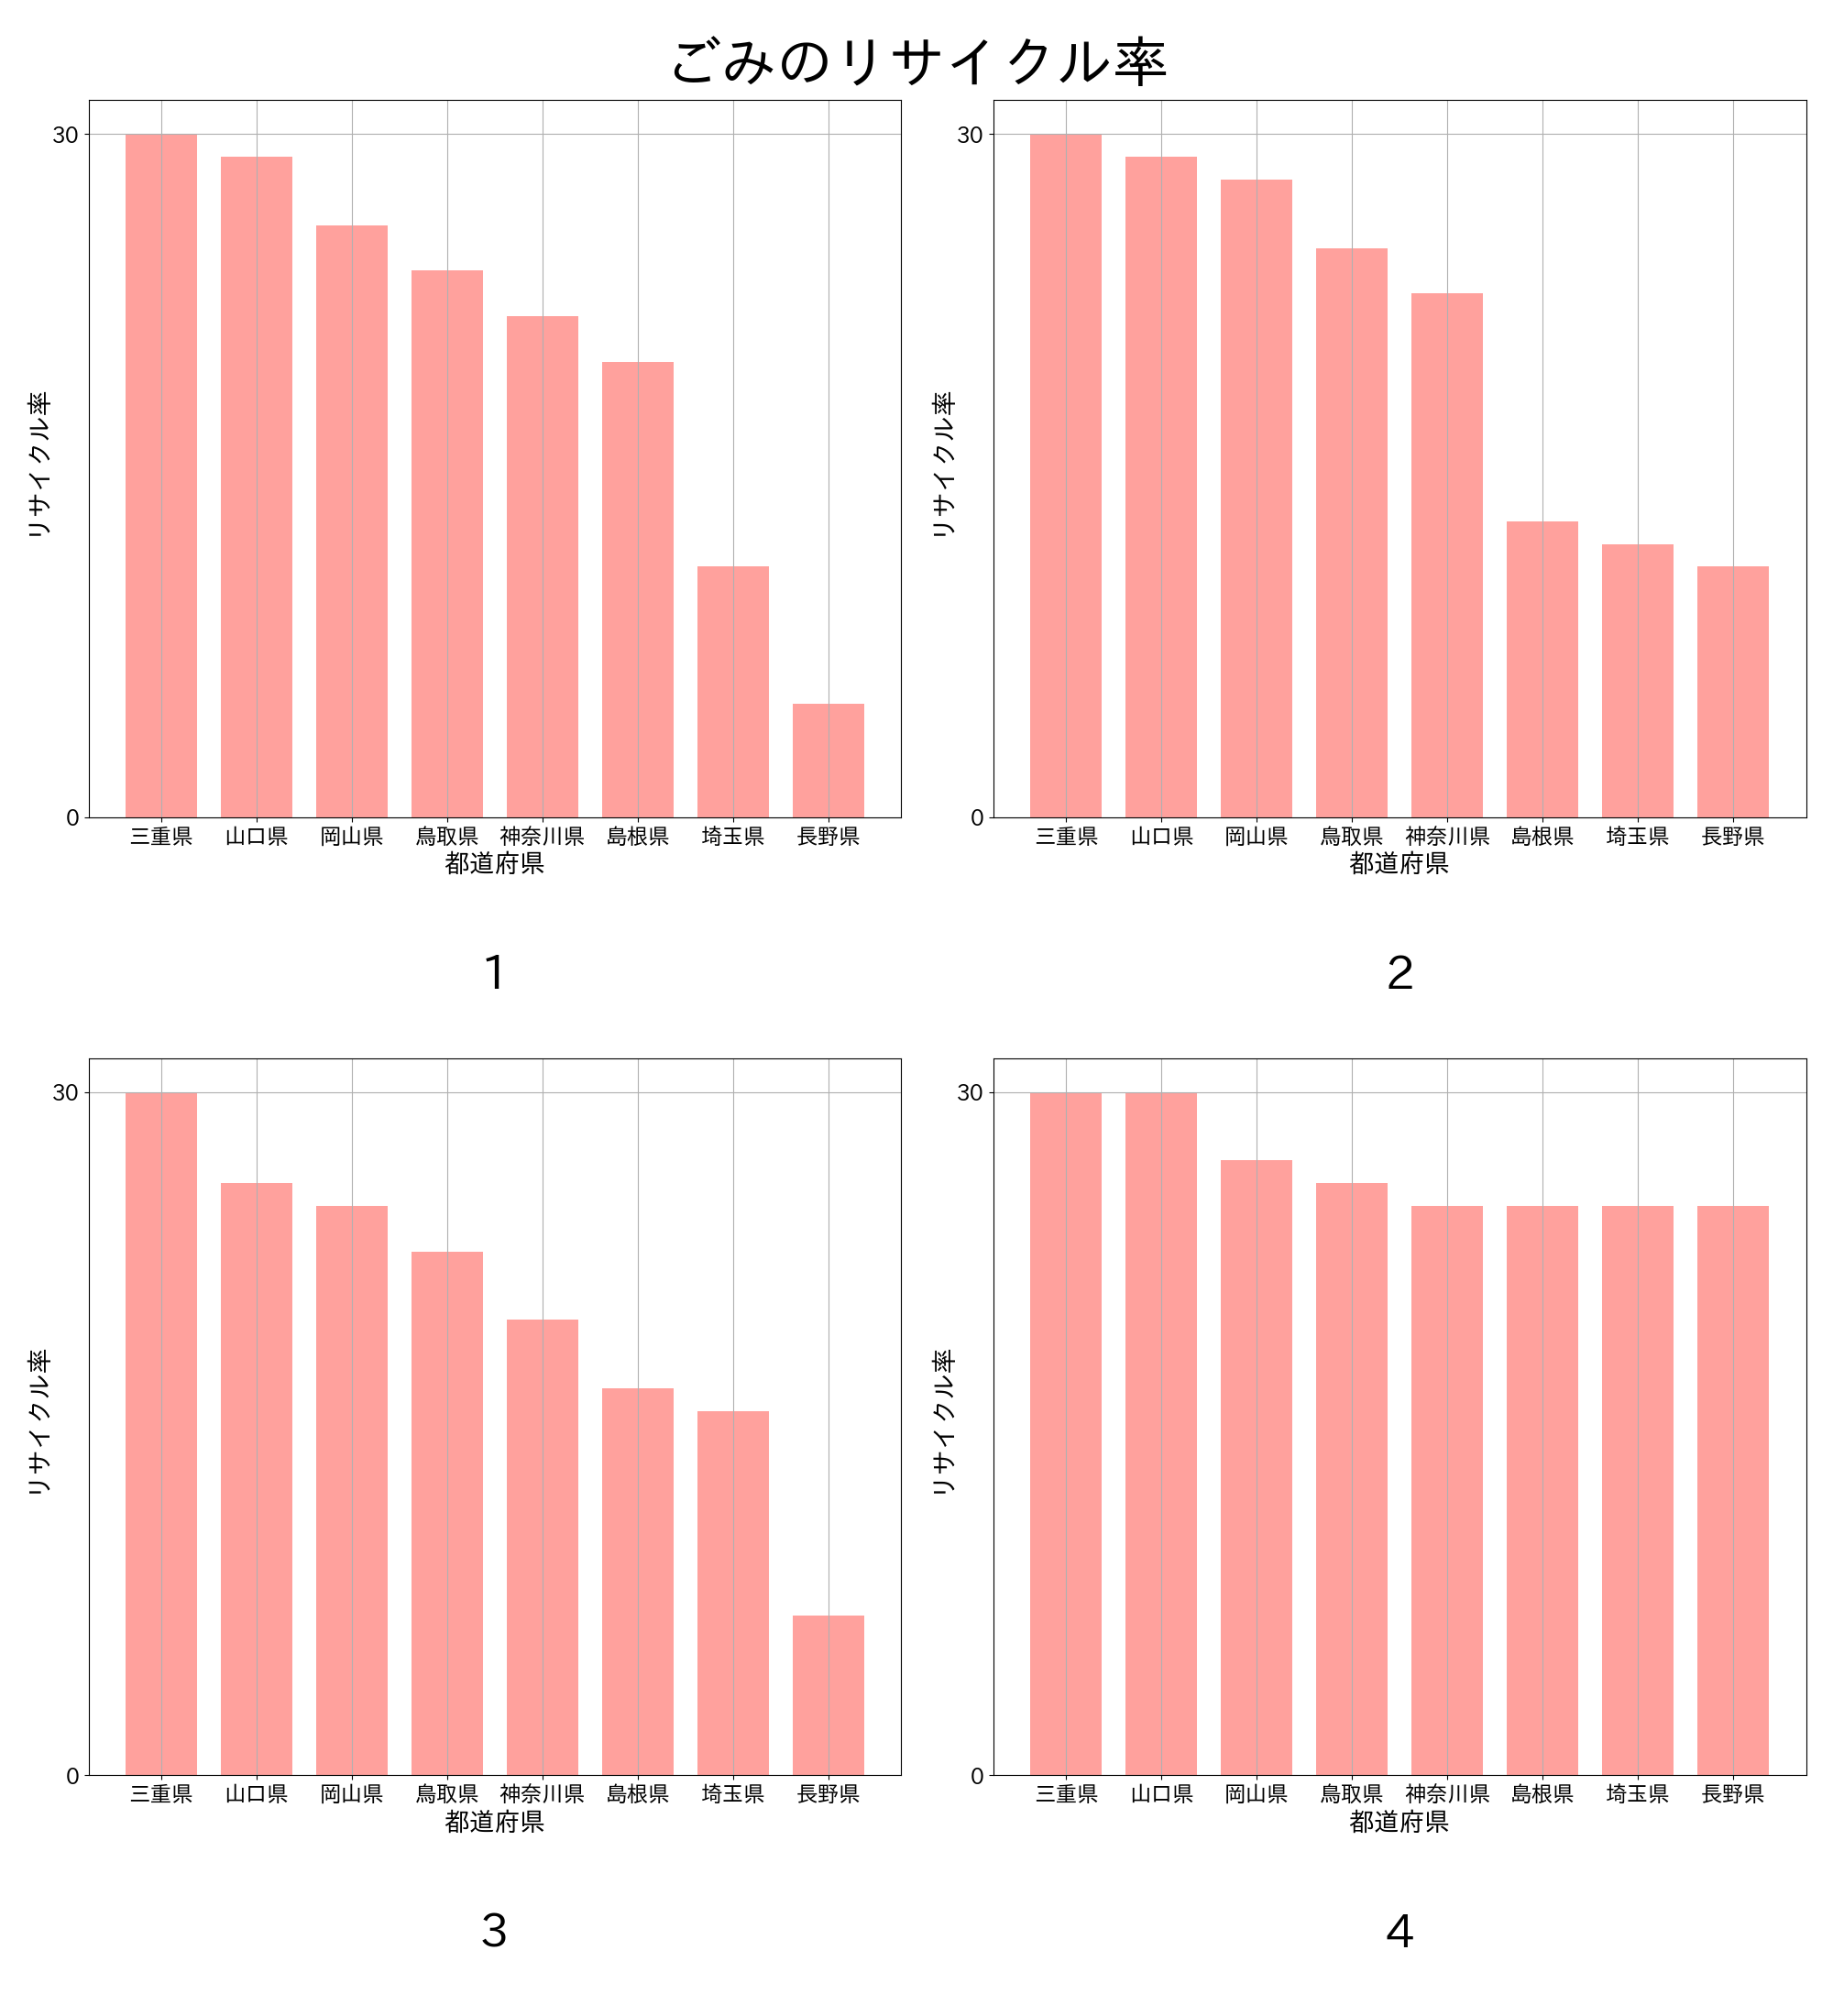 ごみのリサイクル率
30
0
リサイクル率
三重県 山口県 岡山県 鳥取県 神奈川県 島根県 埼玉県 長野県
都道府県
1
30
0
リサイクル率
三重県 山口県 岡山県 鳥取県 神奈川県 島根県 埼玉県 長野県
都道府県
2
30
0
リサイクル率
三重県 山口県 岡山県 鳥取県 神奈川県 島根県 埼玉県 長野県
都道府県
3
30
0
リサイクル率
三重県 山口県 岡山県 鳥取県 神奈川県 島根県 埼玉県 長野県
都道府県
4